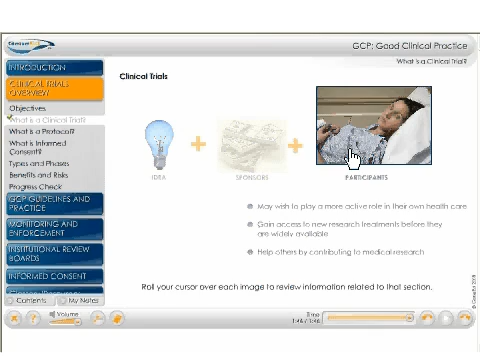 GCP: Good Clinical Practice
What is a Clinical Trial?
INTRODUCTION
CLINICAL TRIALS
OVERVIEW
Objectives
What is a Clinical Trial?
What is a Protocol?
What is Informed
Consent?
Types and Phases
Benefits and Risks
Progress Check
GCP GUIDELINES AND
PRACTICE
MONITORING AND
ENFORCEMENT
INSTITUTIONAL REVIEW
BOARDS
INFORMED CONSENT
Contents
My Notes
Clinical Trials
IDEA
SPONSORS
PARTICIPANTS
May wish to play a more active role in their own health care
Gain access to new research treatments before they
are widely available
Help others by contributing to medical research
Roll your cursor over each image to review information related to that section.
Volume
Time
1:46 / 1:46